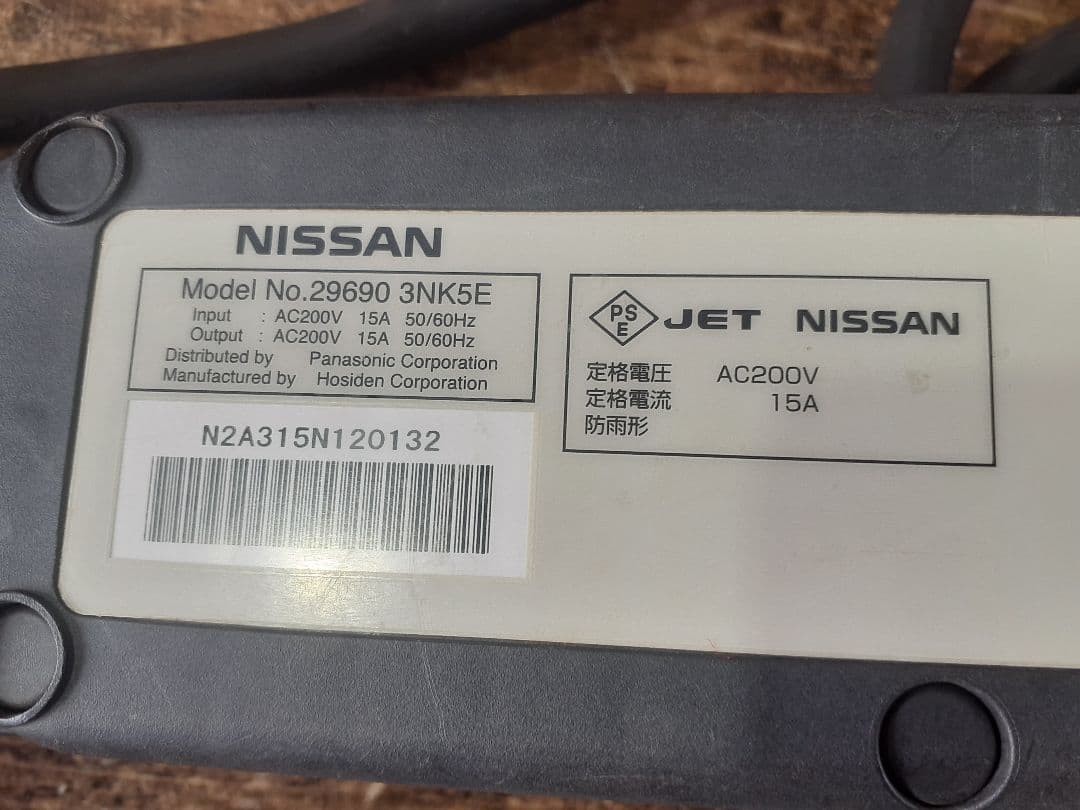 NISSAN
Model No.29690 3NK5E
Input : AC200V 15A 50/60Hz
Output : AC200V 15A 50/60Hz
Distributed by Panasonic Corporation
Manufactured by Hosiden Corporation
N2A315N120132
PS
E
JET NISSAN
定格電圧 AC200V
定格電流 15A
防雨形